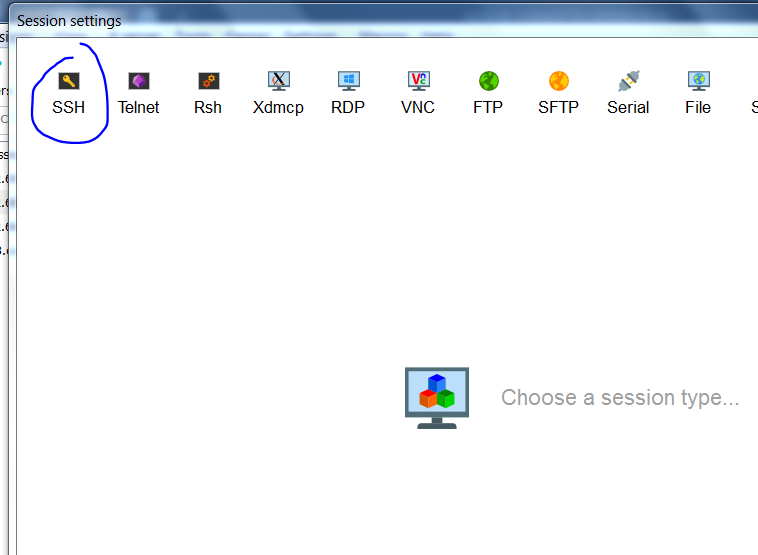 Session settings
SSH Telnet Rsh Xdmcp RDP VNC FTP SFTP Serial File S
Choose a session type...